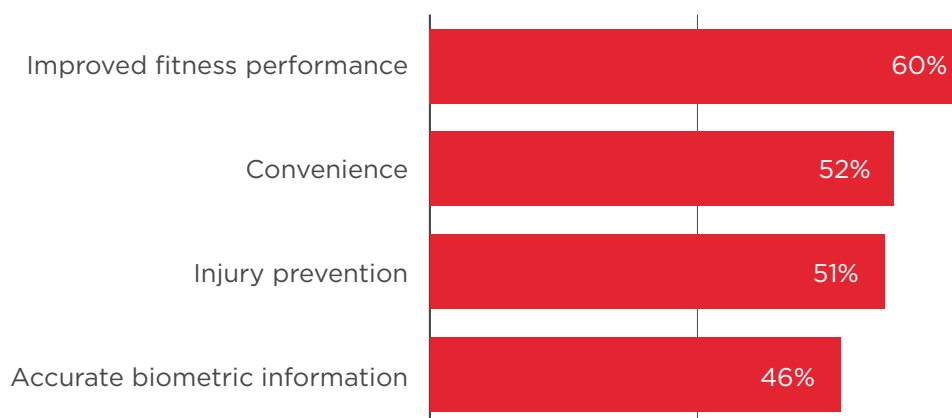 Improved fitness performance 60%
Convenience 52%
Injury prevention 51%
Accurate biometric information 46%